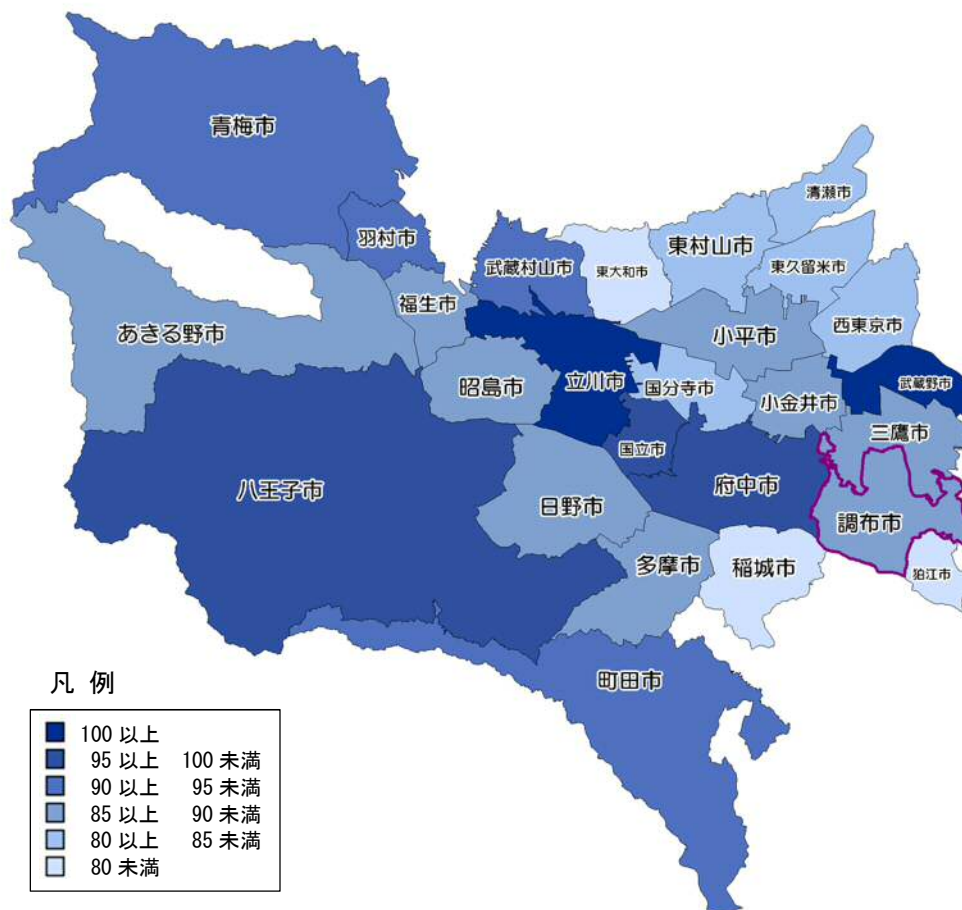 青梅市
清瀬市
羽村市
武蔵村山市
東大和市
東村山市
東久留米市
福生市
西東京市
あきる野市
小平市
昭島市
立川市
国分寺市
小金井市
武蔵野市
三鷹市
国立市
八王子市
日野市
府中市
調布市
多摩市
稲城市
狛江市
町田市
凡 例
100 以上
95 以上 100 未満
90 以上 95 未満
85 以上 90 未満
80 以上 85 未満
80 未満